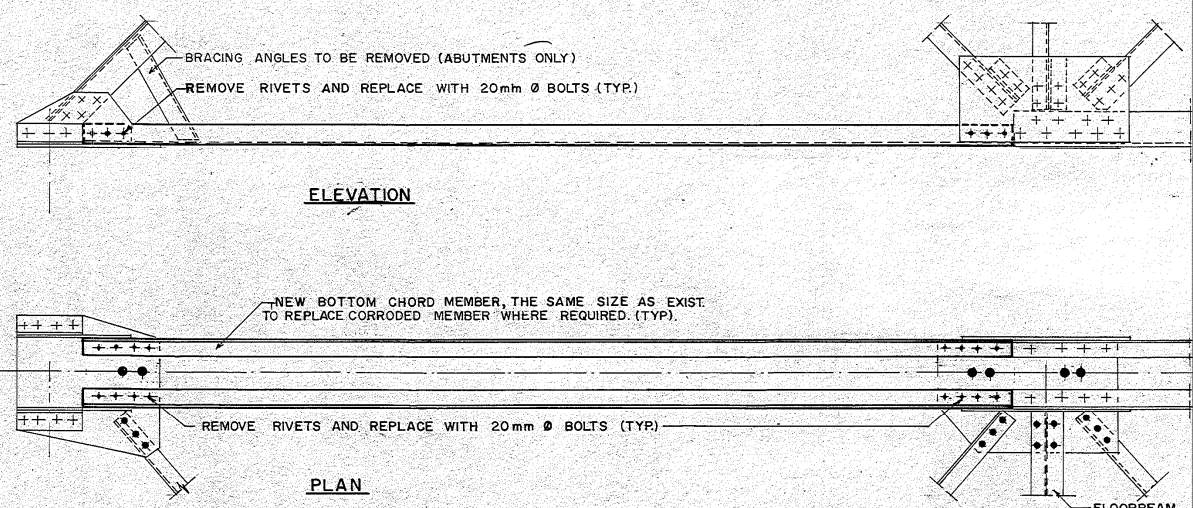 BRACING ANGLES TO BE REMOVED (ABUTMENTS ONLY)
REMOVE RIVETS AND REPLACE WITH 20mm Ø BOLTS (TYP.)
ELEVATION
NEW BOTTOM CHORD MEMBER, THE SAME SIZE AS EXIST.
TO REPLACE CORRODED MEMBER WHERE REQUIRED. (TYP).
REMOVE RIVETS AND REPLACE WITH 20mm Ø BOLTS (TYP.)
PLAN
FLOORBEAM